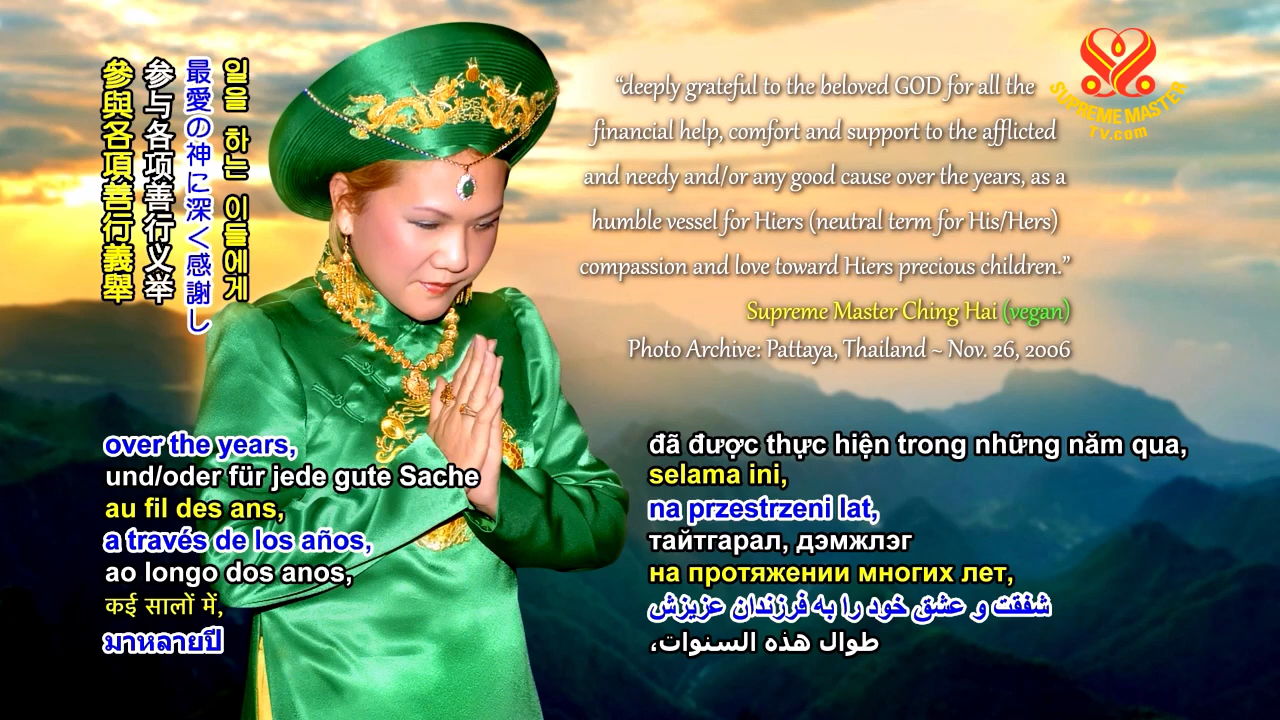 參與各項善行義舉
参与各项善行义举
最愛の神に深く感謝し
일을 하는 이들에게
“deeply grateful to the beloved GOD for all the
financial help, comfort and support to the afflicted
and needy and/or any good cause over the years, as a
humble vessel for Hiers (neutral term for His/Hers)
compassion and love toward Hiers precious children.”
Supreme Master Ching Hai (vegan)
Photo Archive: Pattaya, Thailand ~ Nov. 26, 2006
SUPREME MASTER
TV.com
over the years,
und/oder für jede gute Sache
au fil des ans,
a través de los años,
ao longo dos anos,
कई सालों में,
มาหลายปี
đã được thực hiện trong những năm qua,
selama ini,
na przestrzeni lat,
тайтгарал, дэмжлэг
на протяжении многих лет,
شفقت و عشق خود را به فرزندان عزیزش
طوال هذه السنوات،